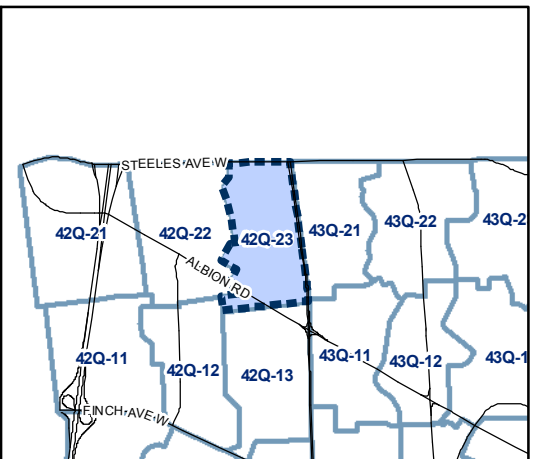 STEELES AVE W
42Q-21
42Q-22
42Q-23
43Q-21
43Q-22
43Q-2
ALBION RD
42Q-11
42Q-12
42Q-13
43Q-11
43Q-12
43Q-1
FINCH AVE W